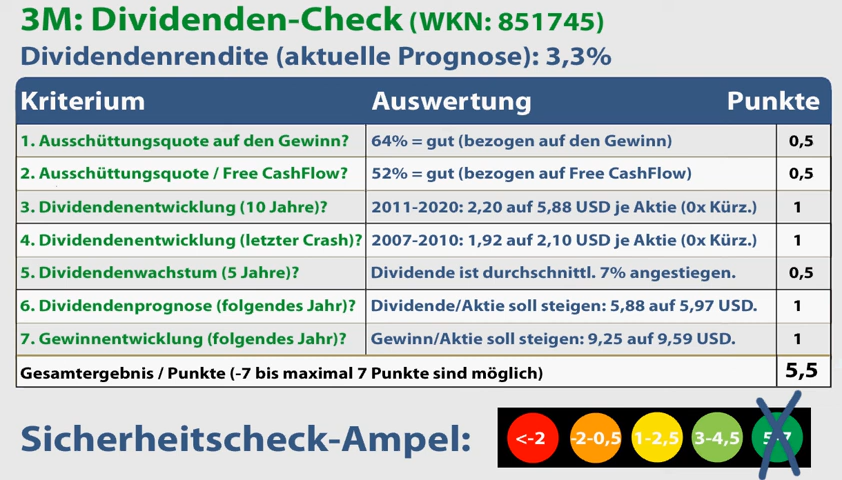 3M: Dividenden-Check (WKN: 851745)
Dividendenrendite (aktuelle Prognose): 3,3%
Kriterium Auswertung Punkte
1. Ausschüttungsquote auf den Gewinn? 64% = gut (bezogen auf den Gewinn) 0,5
2. Ausschüttungsquote / Free CashFlow? 52% = gut (bezogen auf Free CashFlow) 0,5
3. Dividendenentwicklung (10 Jahre)? 2011-2020: 2,20 auf 5,88 USD je Aktie (0x Kürz.) 1
4. Dividendenentwicklung (letzter Crash)? 2007-2010: 1,92 auf 2,10 USD je Aktie (0x Kürz.) 1
5. Dividendenwachstum (5 Jahre)? Dividende ist durchschnittl. 7% angestiegen. 0,5
6. Dividendenprognose (folgendes Jahr)? Dividende/Aktie soll steigen: 5,88 auf 5,97 USD. 1
7. Gewinnentwicklung (folgendes Jahr)? Gewinn/Aktie soll steigen: 9,25 auf 9,59 USD. 1
Gesamtergebnis / Punkte (-7 bis maximal 7 Punkte sind möglich) 5,5
Sicherheitscheck-Ampel: <-2 -2-0,5 1-2,5 3-4,5 5-7